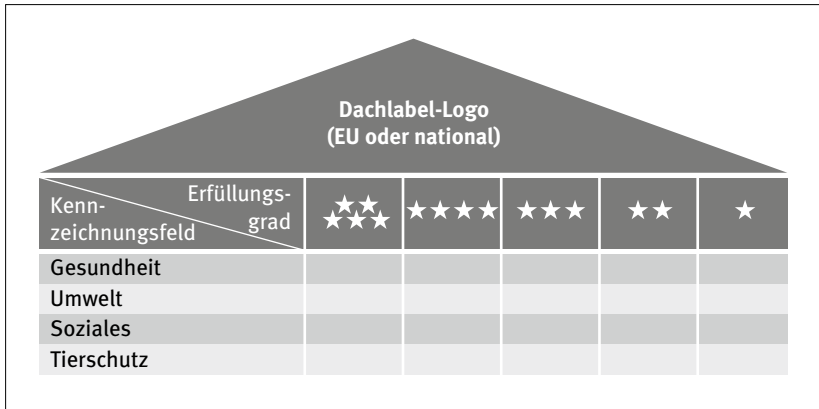 Dachlabel-Logo
(EU oder national)
Erfüllungs-
grad
Kenn-
zeichnungsfeld
★★
★★★
★★★★
★★★
★★
★
Gesundheit
Umwelt
Soziales
Tierschutz